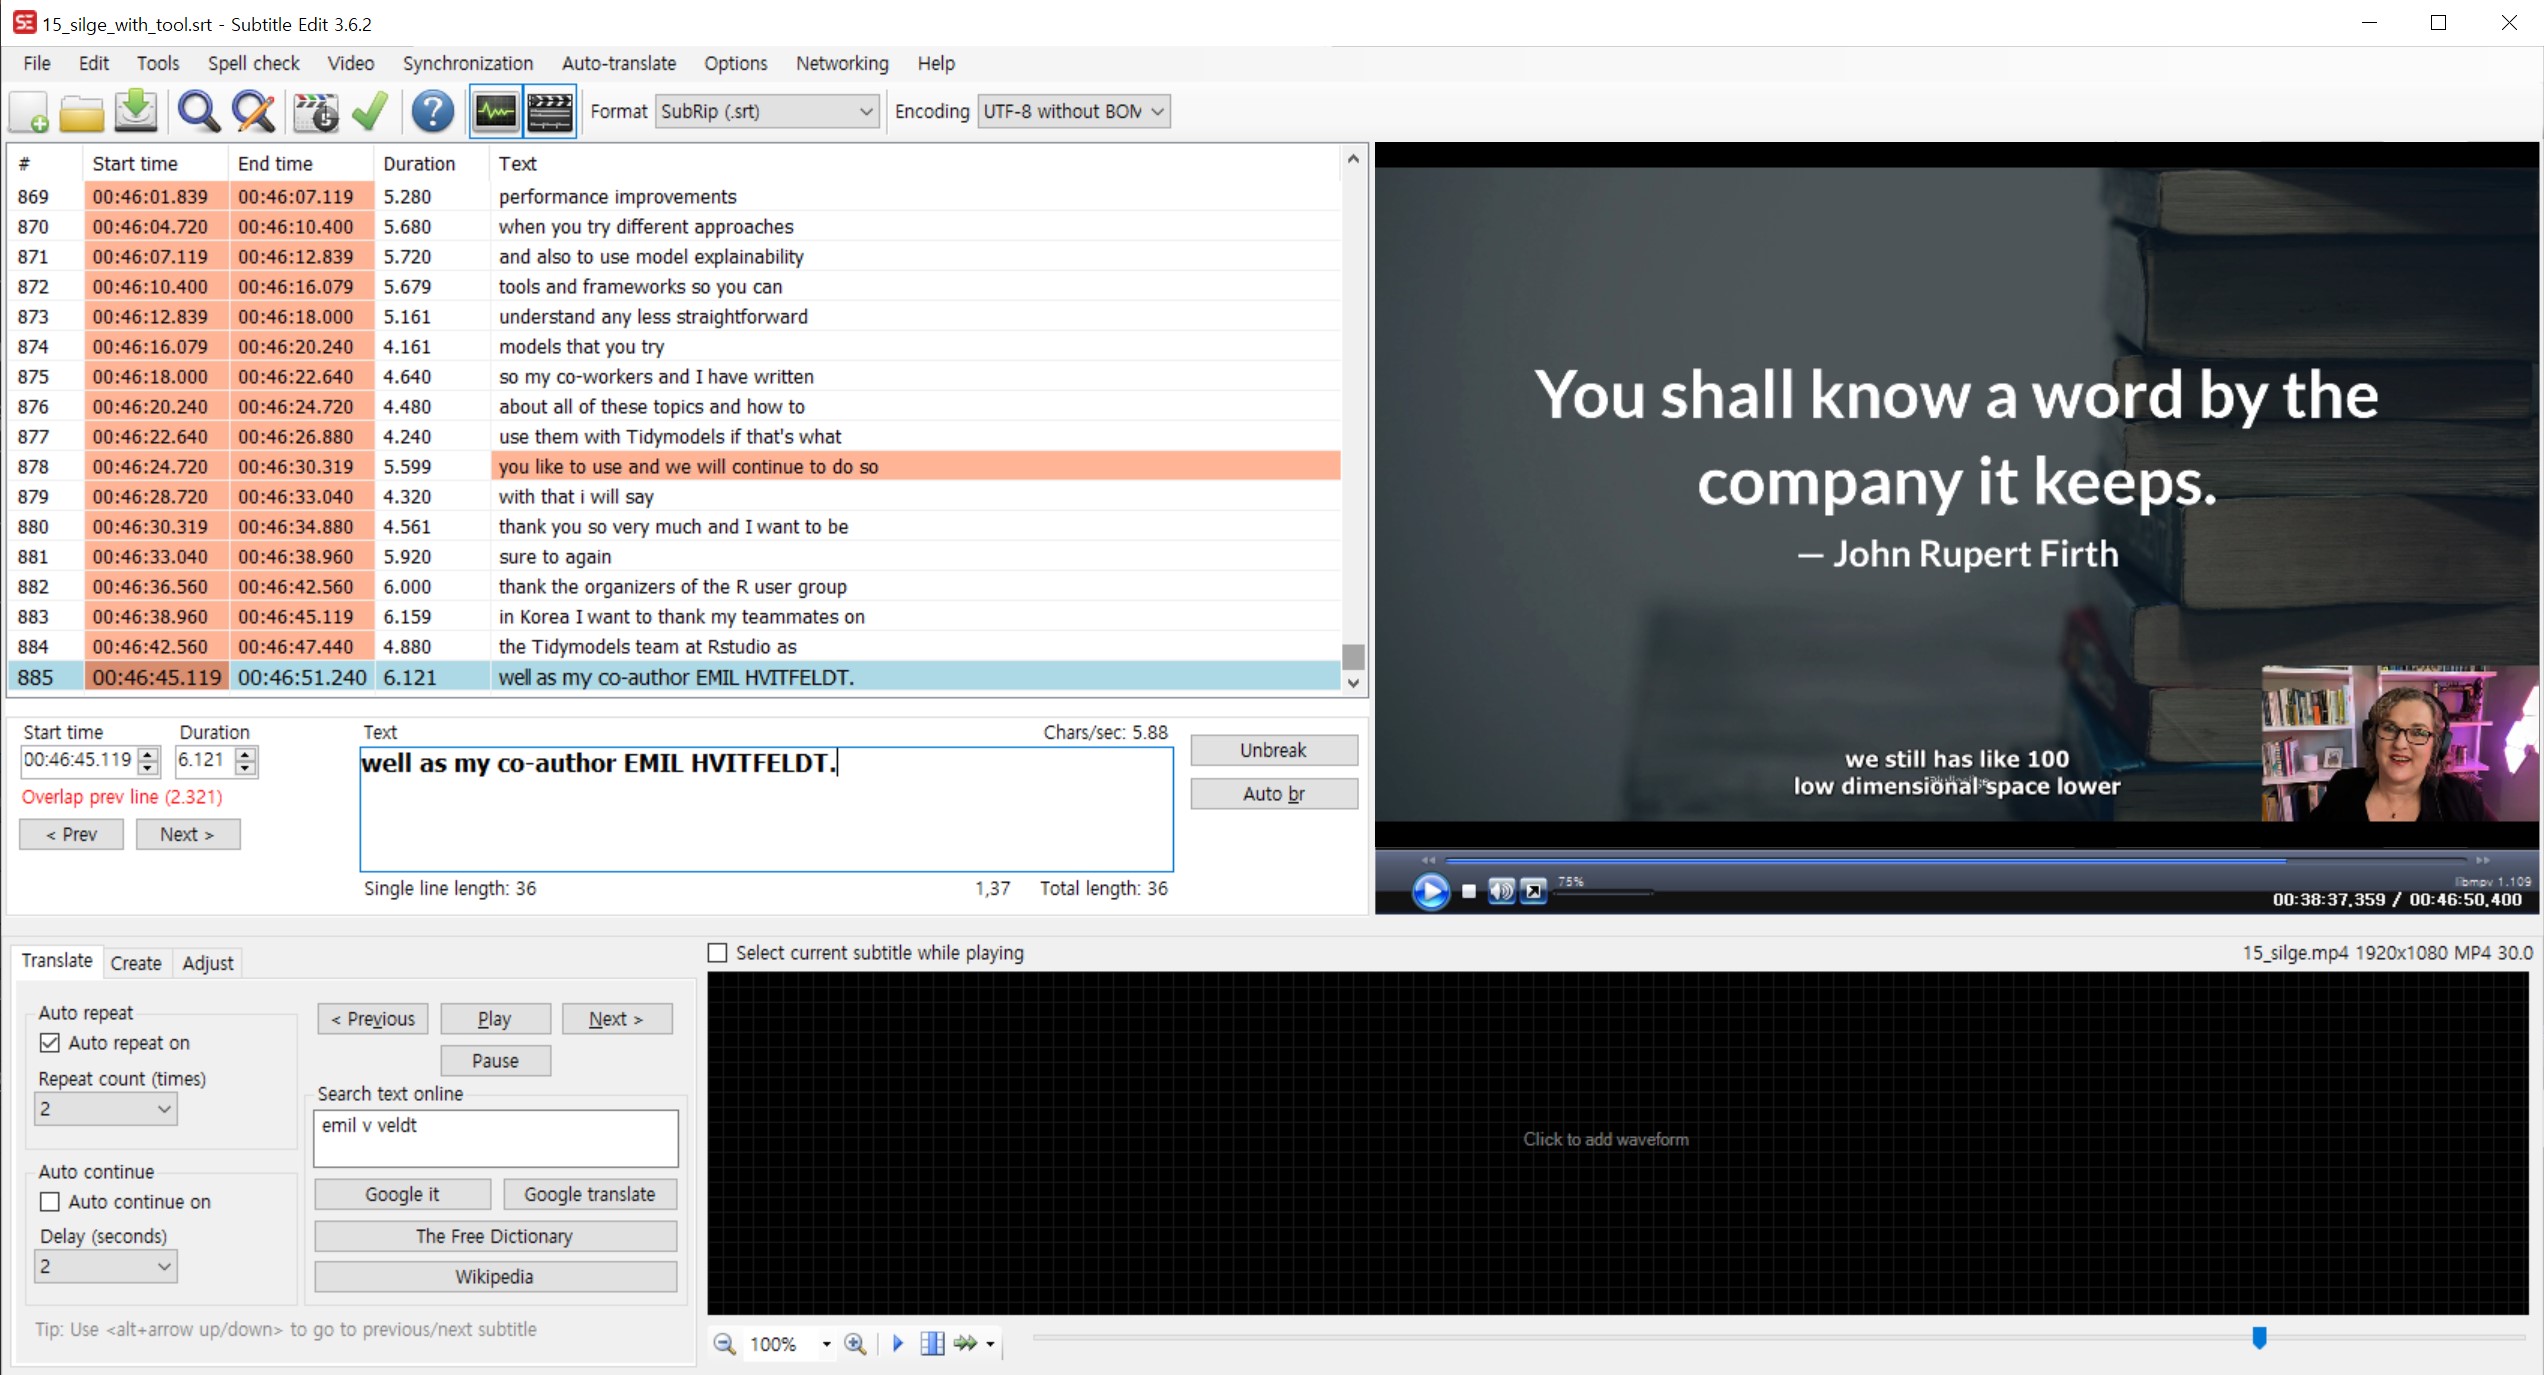 15_silge_with_tool.srt - Subtitle Edit 3.6.2
File Edit Tools Spell check Video Synchronization Auto-translate Options Networking Help
Format SubRip (.srt) Encoding UTF-8 without BOM
# Start time End time Duration Text
869 00:46:01.839 00:46:07.119 5.280 performance improvements
870 00:46:04.720 00:46:10.400 5.680 when you try different approaches
871 00:46:07.119 00:46:12.839 5.720 and also to use model explainability
872 00:46:10.400 00:46:16.079 5.679 tools and frameworks so you can
873 00:46:12.839 00:46:18.000 5.161 understand any less straightforward
874 00:46:16.079 00:46:20.240 4.161 models that you try
875 00:46:18.000 00:46:22.640 4.640 so my co-workers and I have written
876 00:46:20.240 00:46:24.720 4.480 about all of these topics and how to
877 00:46:22.640 00:46:26.880 4.240 use them with Tidymodels if that's what
878 00:46:24.720 00:46:30.319 5.599 you like to use and we will continue to do so
879 00:46:28.720 00:46:33.040 4.320 with that i will say
880 00:46:30.319 00:46:34.880 4.561 thank you so very much and I want to be
881 00:46:33.040 00:46:38.960 5.920 sure to again
882 00:46:36.560 00:46:42.560 6.000 thank the organizers of the R user group
883 00:46:38.960 00:46:45.119 6.159 in Korea I want to thank my teammates on
884 00:46:42.560 00:46:47.440 4.880 the Tidymodels team at Rstudio as
885 00:46:45.119 00:46:51.240 6.121 well as my co-author EMIL HVITFELDT.
You shall know a word by the
company it keeps.
— John Rupert Firth
we still has like 100
low dimensional space lower
75%
libmpv 1.109
00:38:37.359 / 00:46:50.400
Start time Duration Text Chars/sec: 5.88
00:46:45.119 6.121 well as my co-author EMIL HVITFELDT.
Unbreak
Overlap prev line (2.321)
Auto br
< Prev Next >
Single line length: 36 1,37 Total length: 36
Translate Create Adjust
Auto repeat
Auto repeat on
Repeat count (times)
2
Auto continue
Auto continue on
Delay (seconds)
2
< Previous Play Next >
Pause
Search text online
emil v veldt
Google it Google translate
The Free Dictionary
Wikipedia
Tip: Use <alt+arrow up/down> to go to previous/next subtitle
Select current subtitle while playing
15_silge.mp4 1920x1080 MP4 30.0
Click to add waveform
100%